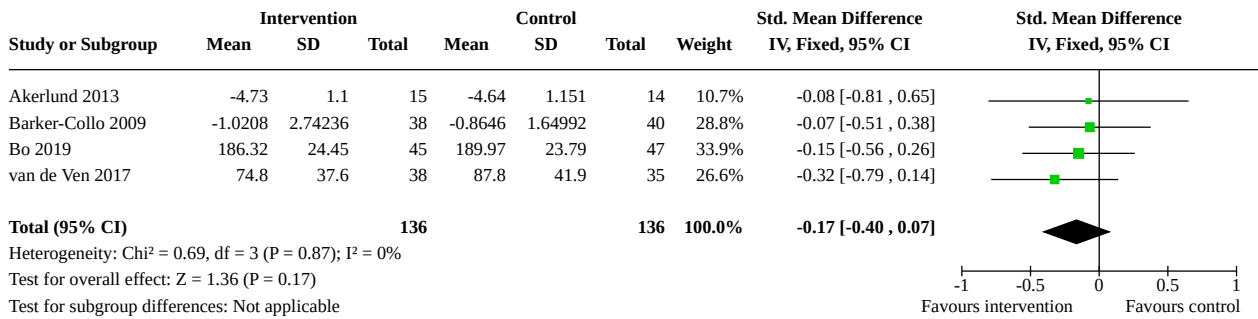 Intervention Control Std. Mean Difference Std. Mean Difference
Study or Subgroup Mean SD Total Mean SD Total Weight IV, Fixed, 95% CI IV, Fixed, 95% CI
Akerlund 2013 -4.73 1.1 15 -4.64 1.151 14 10.7% -0.08 [-0.81 , 0.65]
Barker-Collo 2009 -1.0208 2.74236 38 -0.8646 1.64992 40 28.8% -0.07 [-0.51 , 0.38]
Bo 2019 186.32 24.45 45 189.97 23.79 47 33.9% -0.15 [-0.56 , 0.26]
van de Ven 2017 74.8 37.6 38 87.8 41.9 35 26.6% -0.32 [-0.79 , 0.14]
Total (95% CI) 136 136 100.0% -0.17 [-0.40 , 0.07]
Heterogeneity: Chi² = 0.69, df = 3 (P = 0.87); I² = 0%
Test for overall effect: Z = 1.36 (P = 0.17)
Test for subgroup differences: Not applicable
-1 -0.5 0 0.5 1
Favours intervention Favours control